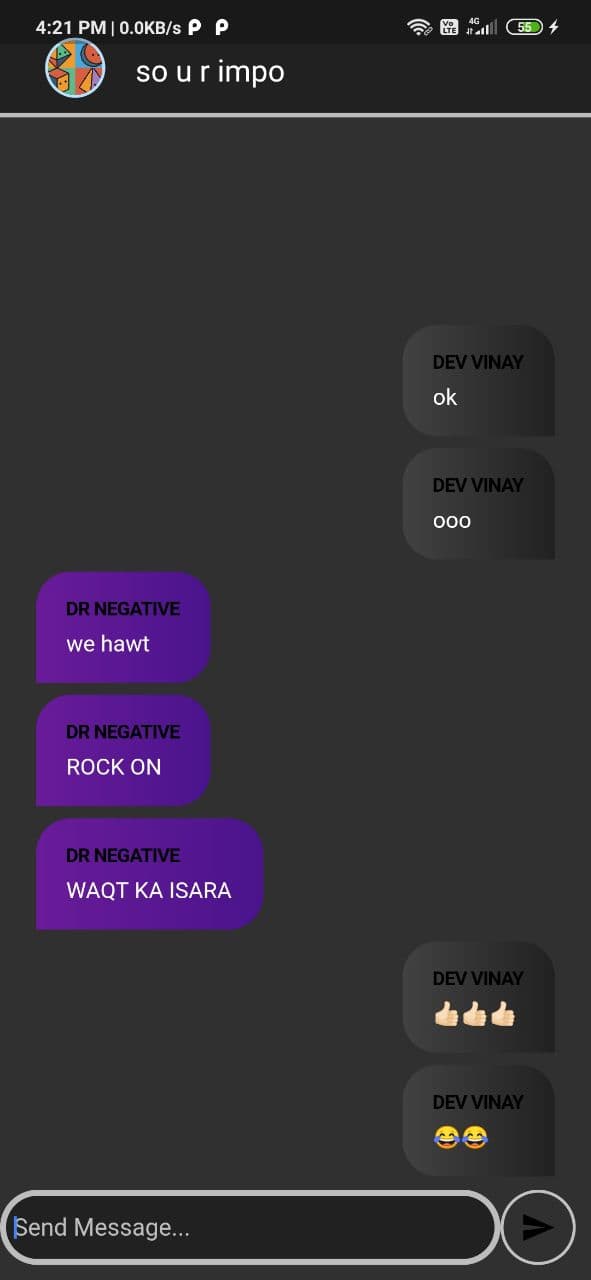 4:21 PM | 0.0KB/s
Vo LTE 4G 55
so u r impo
DEV VINAY
ok
DEV VINAY
ooo
DR NEGATIVE
we hawt
DR NEGATIVE
ROCK ON
DR NEGATIVE
WAQT KA ISARA
DEV VINAY
👍🏻👍🏻👍🏻
DEV VINAY
😂😂
Send Message...